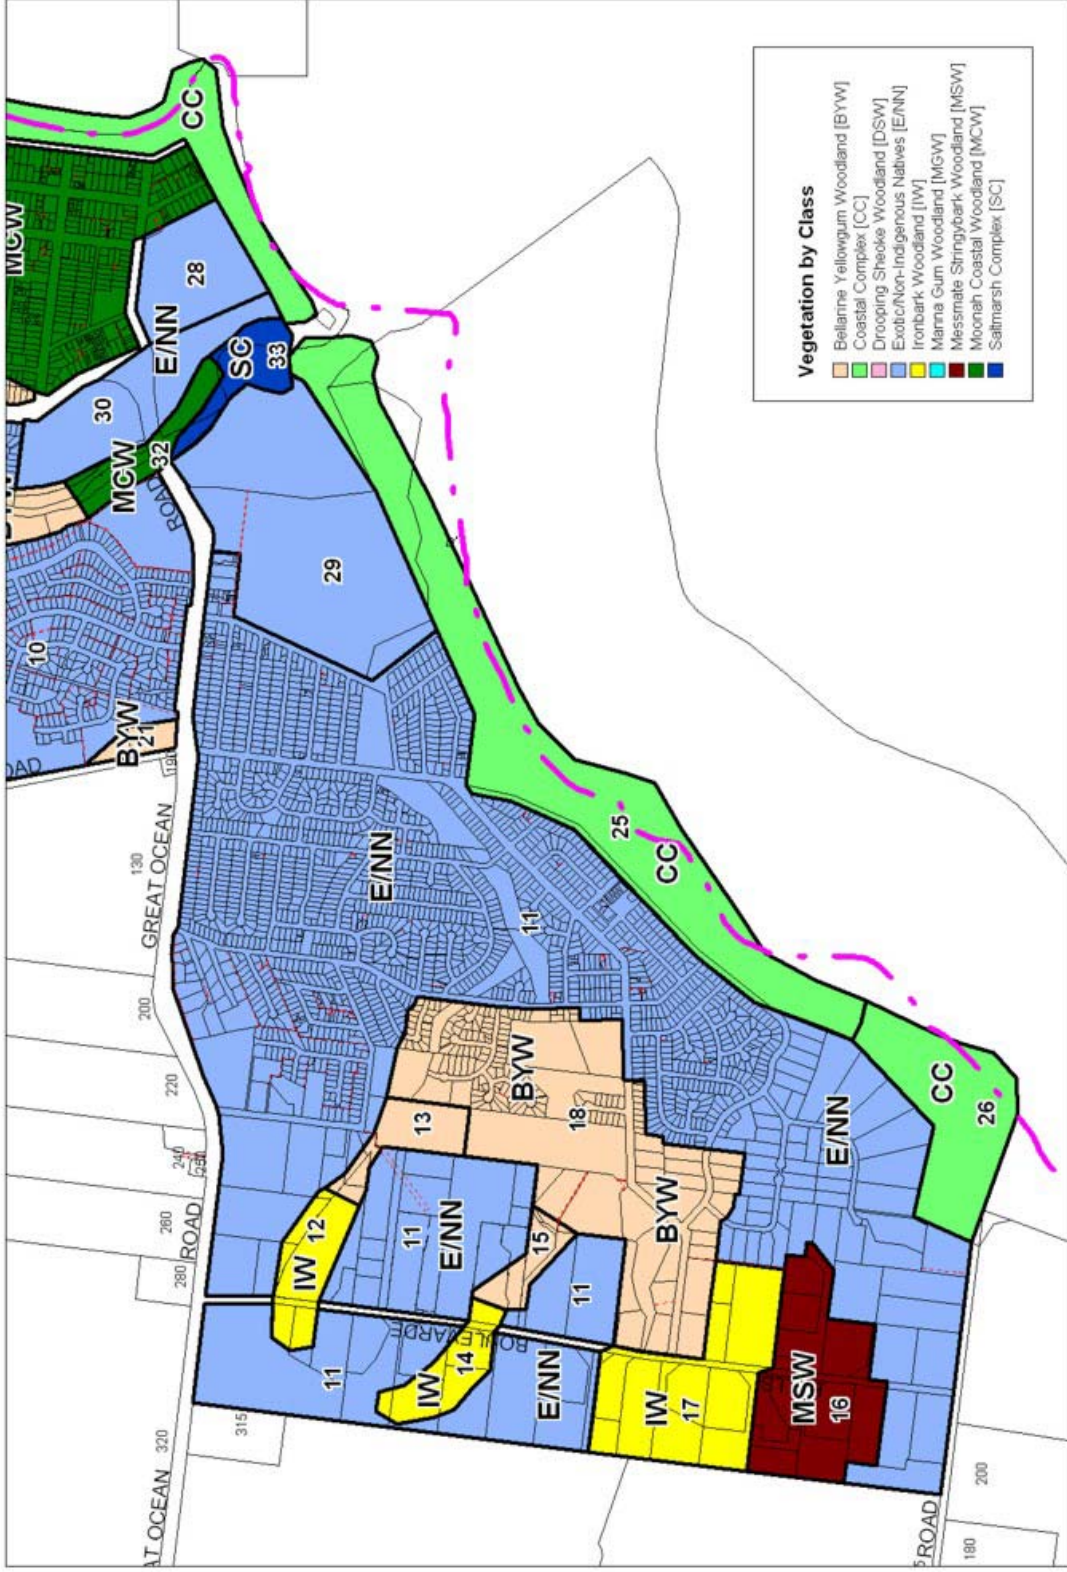 Vegetation by Class
Bellarine Yellowgum Woodland [BYW]
Coastal Complex [CC]
Drooping Sheoke Woodland [DSW]
Exotic/Non-Indigenous Natives [E/NN]
Ironbark Woodland [IW]
Manna Gum Woodland [MGW]
Messmate Stringybark Woodland [MSW]
Moonah Coastal Woodland [MCW]
Saltmarsh Complex [SC]
AT OCEAN
320
ROAD
280
260
240
250
220
200
GREAT OCEAN
130
190
OAD
BYW
21
10
ROAD
MCW
32
30
E/NN
28
MCW
CC
SC
33
29
315
11
IW
12
IW
14
BOULEVARDE
E/NN
11
E/NN
11
15
13
BYW
18
BYW
E/NN
11
25
CC
IW
17
MSW
16
E/NN
CC
26
ROAD
180
200